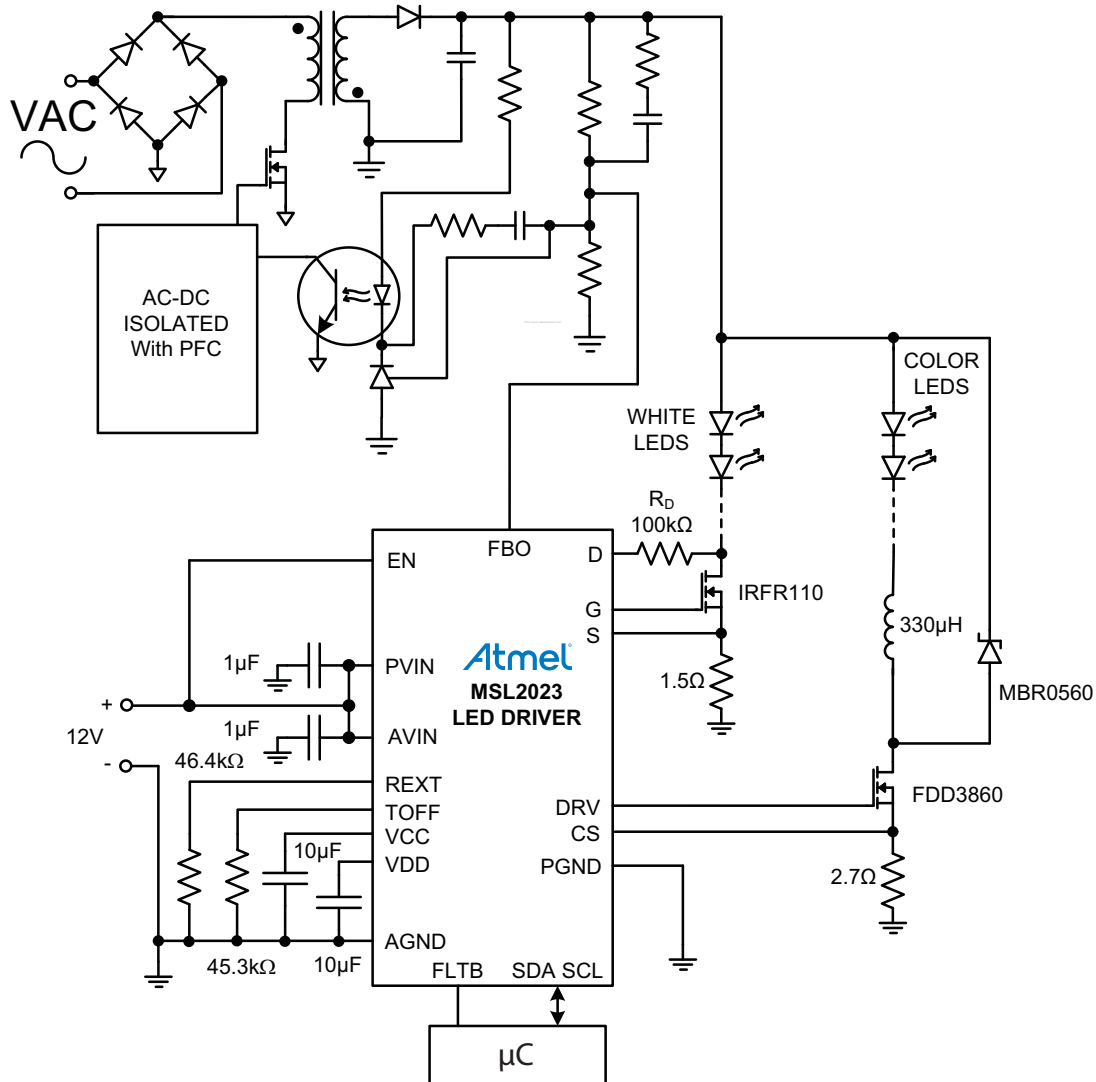 VAC
AC-DC
ISOLATED
With PFC
COLOR
LEDS
WHITE
LEDS
R_D
100kΩ
FBO
EN
D
IRFR110
G
S
330µH
1µF
PVIN
Atmel
MSL2023
LED DRIVER
1.5Ω
MBR0560
+
12V
-
1µF
AVIN
46.4kΩ
REXT
TOFF
VCC
VDD
DRV
CS
PGND
FDD3860
10µF
2.7Ω
AGND
45.3kΩ
10µF
FLTB
SDA SCL
µC